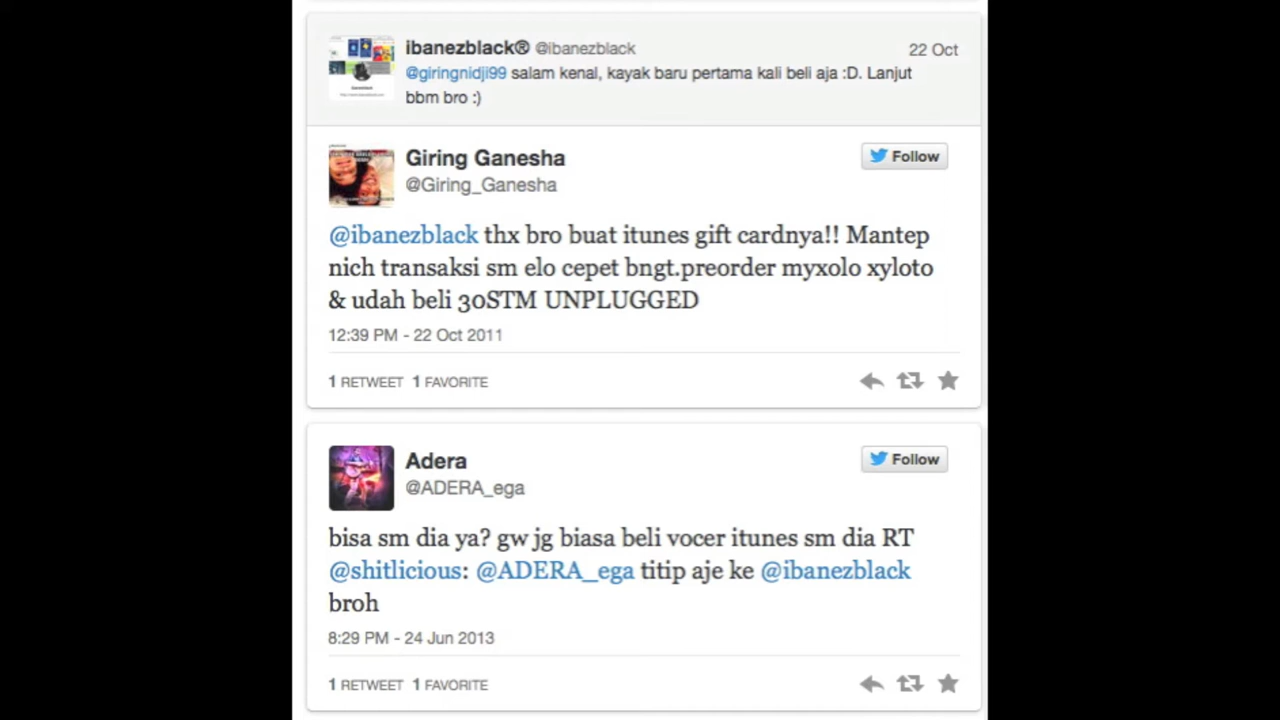 ibanezblack® @ibanezblack 22 Oct
@giringnidji99 salam kenal, kayak baru pertama kali beli aja :D. Lanjut
bbm bro :)
Giring Ganesha
Follow
@Giring_Ganesha
@ibanezblack thx bro buat itunes gift cardnya!! Mantep
nich transaksi sm elo cepet bngt.preorder myxolo xyloto
& udah beli 30STM UNPLUGGED
12:39 PM - 22 Oct 2011
1 RETWEET 1 FAVORITE
Adera
Follow
@ADERA_ega
bisa sm dia ya? gw jg biasa beli vocer itunes sm dia RT
@shitlicious: @ADERA_ega titip aje ke @ibanezblack
broh
8:29 PM - 24 Jun 2013
1 RETWEET 1 FAVORITE